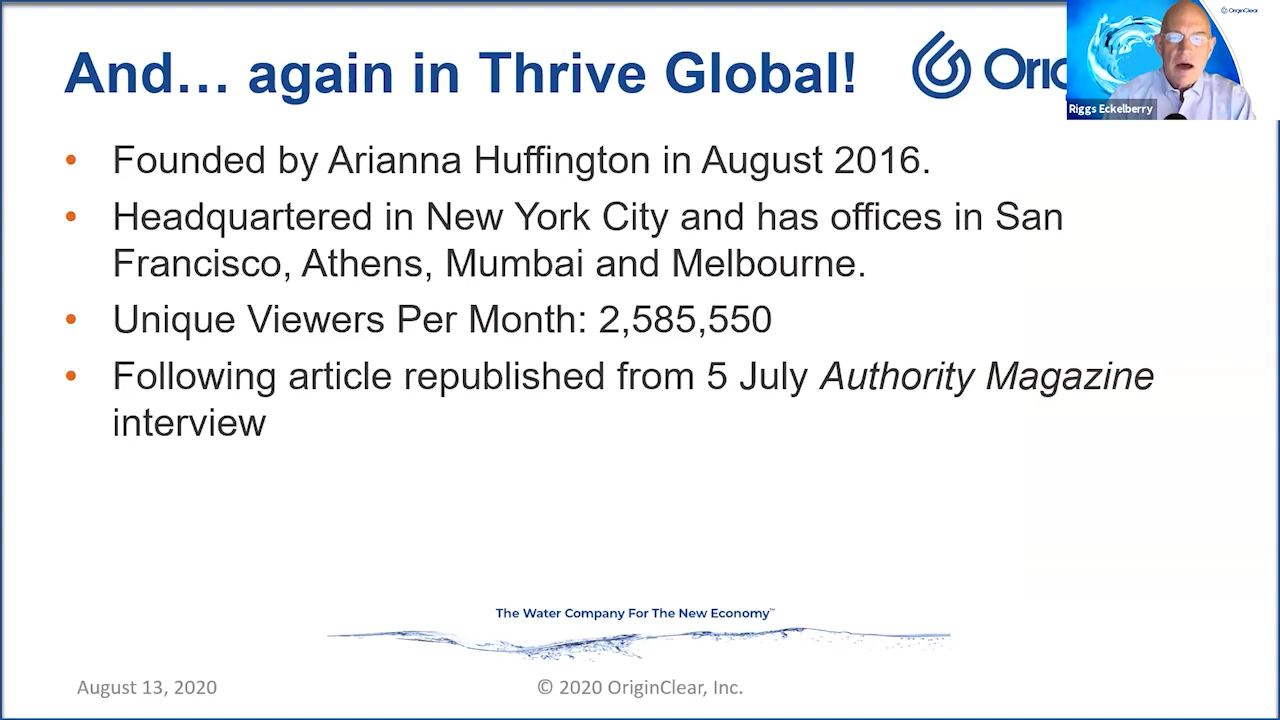 And… again in Thrive Global!
Oric
OriginClear
Riggs Eckelberry
• Founded by Arianna Huffington in August 2016.
• Headquartered in New York City and has offices in San
Francisco, Athens, Mumbai and Melbourne.
• Unique Viewers Per Month: 2,585,550
• Following article republished from 5 July Authority Magazine
interview
The Water Company For The New Economy™
August 13, 2020
© 2020 OriginClear, Inc.